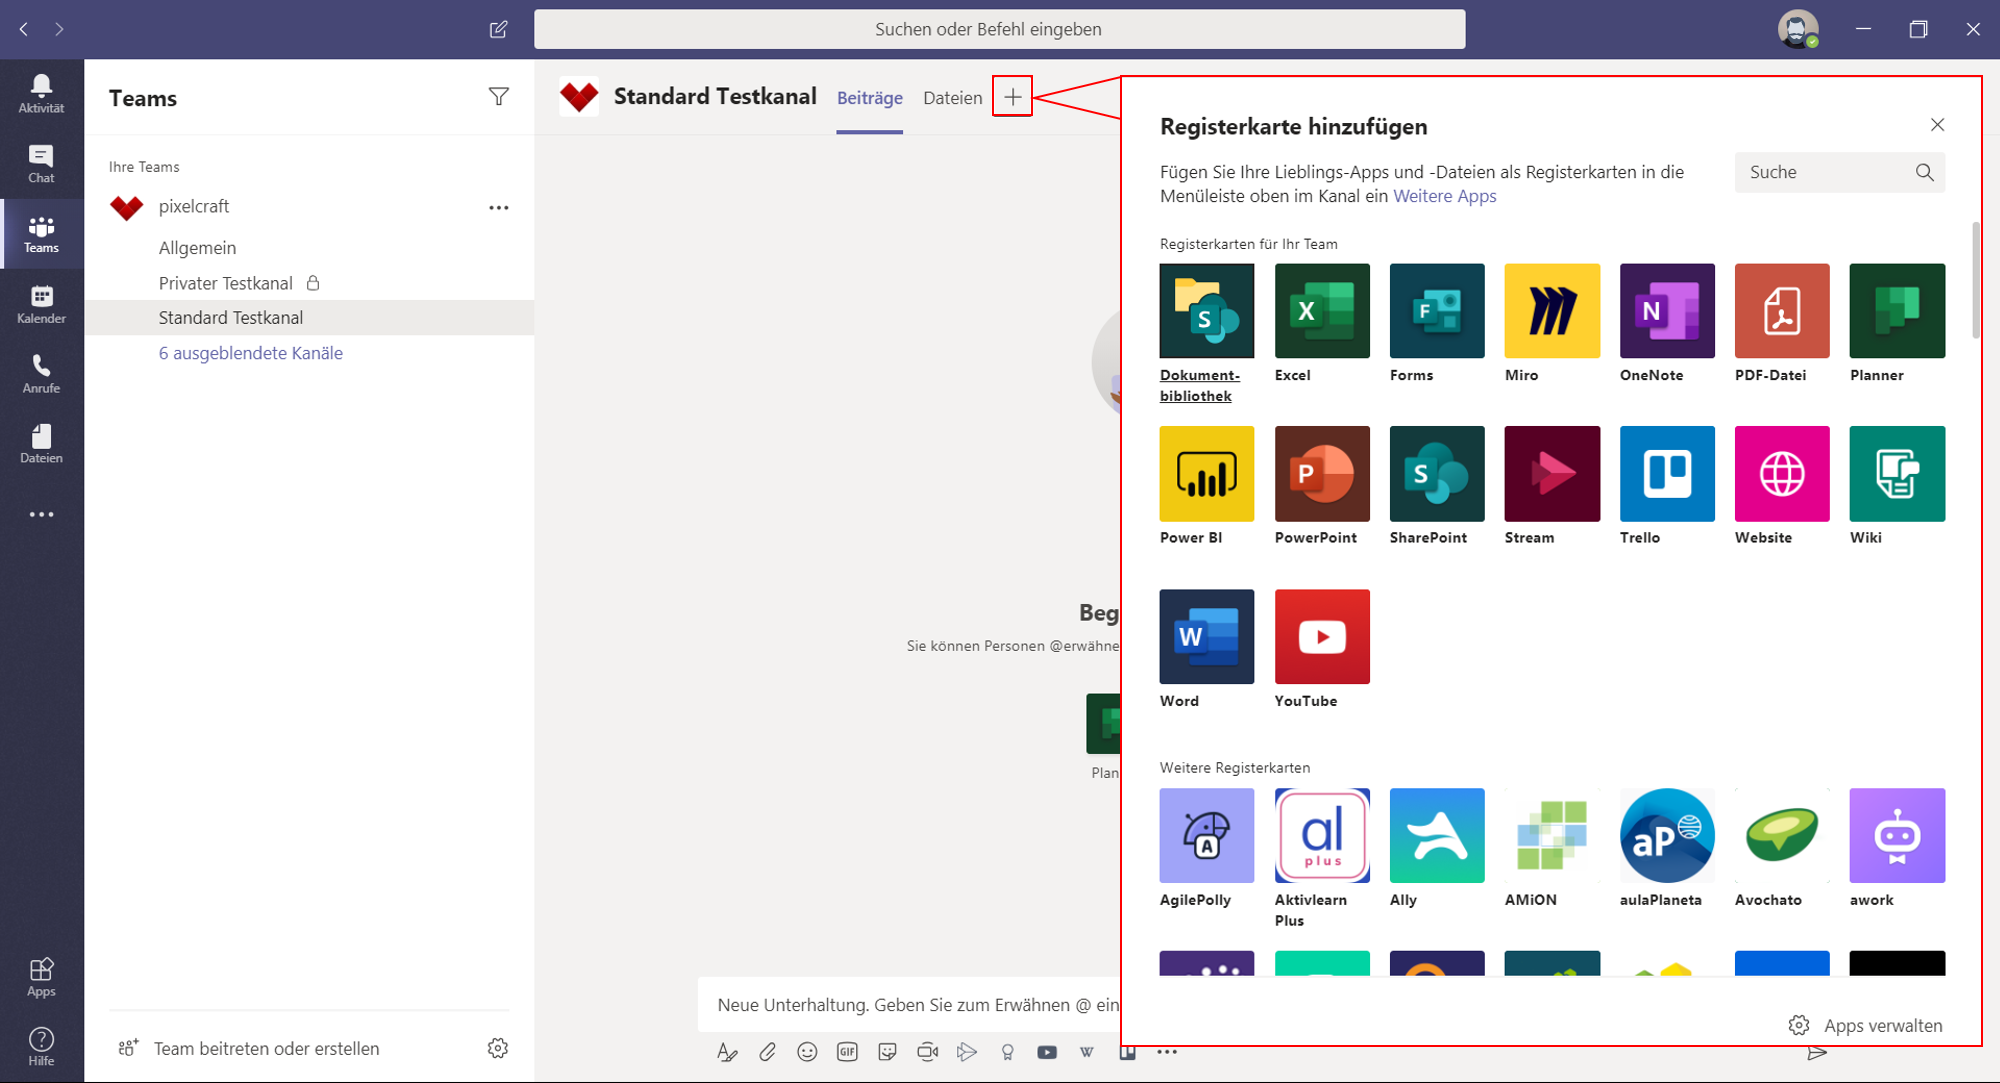 Suchen oder Befehl eingeben
Aktivität
Chat
Teams
Kalender
Anrufe
Dateien
Apps
Hilfe
Teams
Ihre Teams
pixelcraft
Allgemein
Privater Testkanal
Standard Testkanal
6 ausgeblendete Kanäle
Team beitreten oder erstellen
Standard Testkanal
Beiträge
Dateien
Beg
Sie können Personen @erwähne
Plan
Neue Unterhaltung. Geben Sie zum Erwähnen @ ein
GIF
W
Registerkarte hinzufügen
Fügen Sie Ihre Lieblings-Apps und -Dateien als Registerkarten in die
Menüleiste oben im Kanal ein Weitere Apps
Suche
Registerkarten für Ihr Team
S
X
F
N
Dokument-
bibliothek
Excel
Forms
Miro
OneNote
PDF-Datei
Planner
P
S
Power BI
PowerPoint
SharePoint
Stream
Trello
Website
Wiki
W
Word
YouTube
Weitere Registerkarten
A
al
plus
aP
AgilePolly
Aktivlearn
Plus
Ally
AMiON
aulaPlaneta
Avochato
awork
Apps verwalten